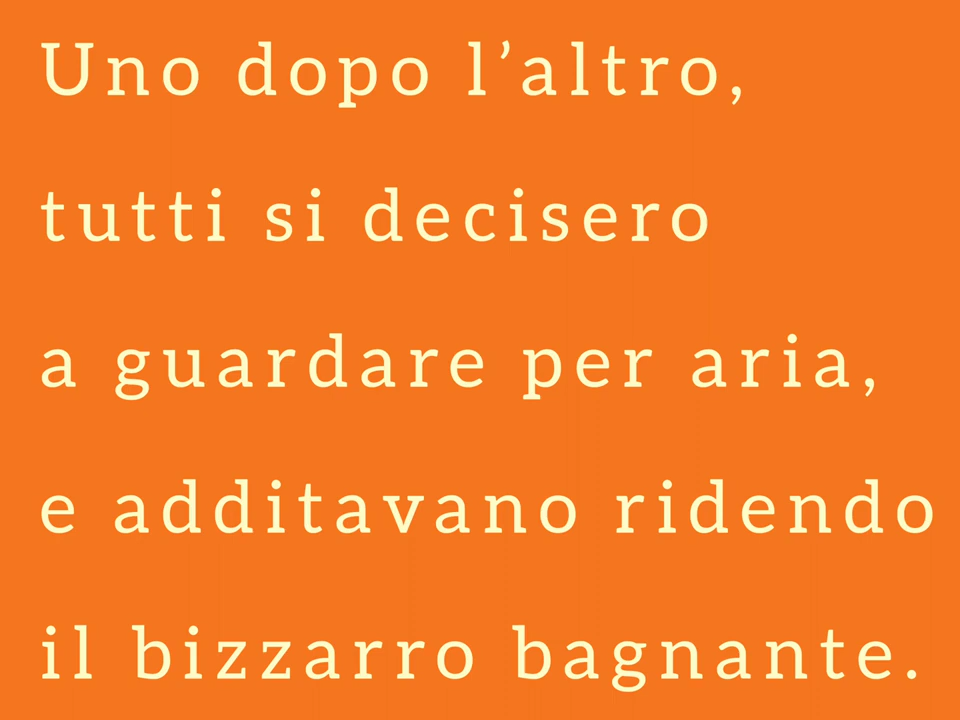 Uno dopo l’altro,
tutti si decisero
a guardare per aria,
e additavano ridendo
il bizzarro bagnante.